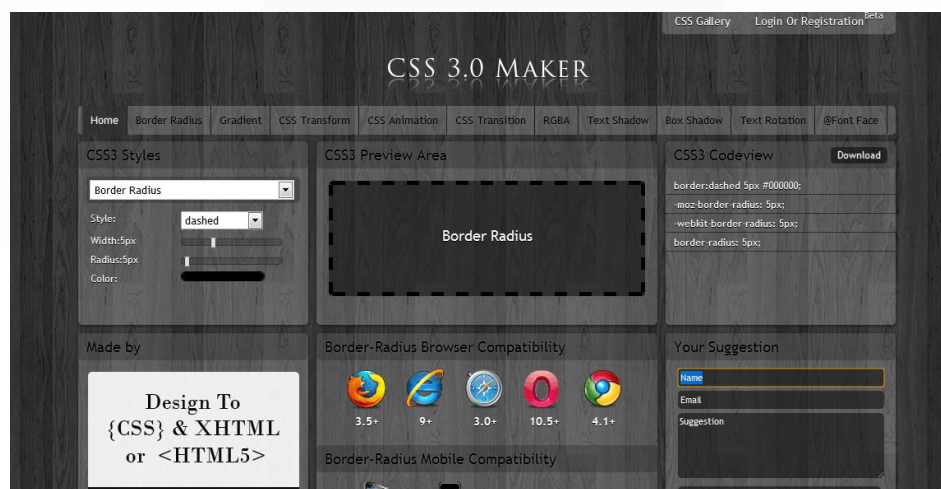 CSS Gallery Login Or Registration Beta
CSS 3.0 MAKER
Home Border Radius Gradient CSS Transform CSS Animation CSS Transition RGBA Text Shadow Box Shadow Text Rotation @Font Face
CSS3 Styles
Border Radius
Style: dashed
Width:5px
Radius:5px
Color:
CSS3 Preview Area
Border Radius
CSS3 Codeview Download
border:dashed 5px #000000;
-moz-border-radius: 5px;
-webkit-border-radius: 5px;
border-radius: 5px;
Made by
Design To
{CSS} & XHTML
or <HTML5>
Border-Radius Browser Compatibility
3.5+ 9+ 3.0+ 10.5+ 4.1+
Border-Radius Mobile Compatibility
Your Suggestion
Name
Email
Suggestion